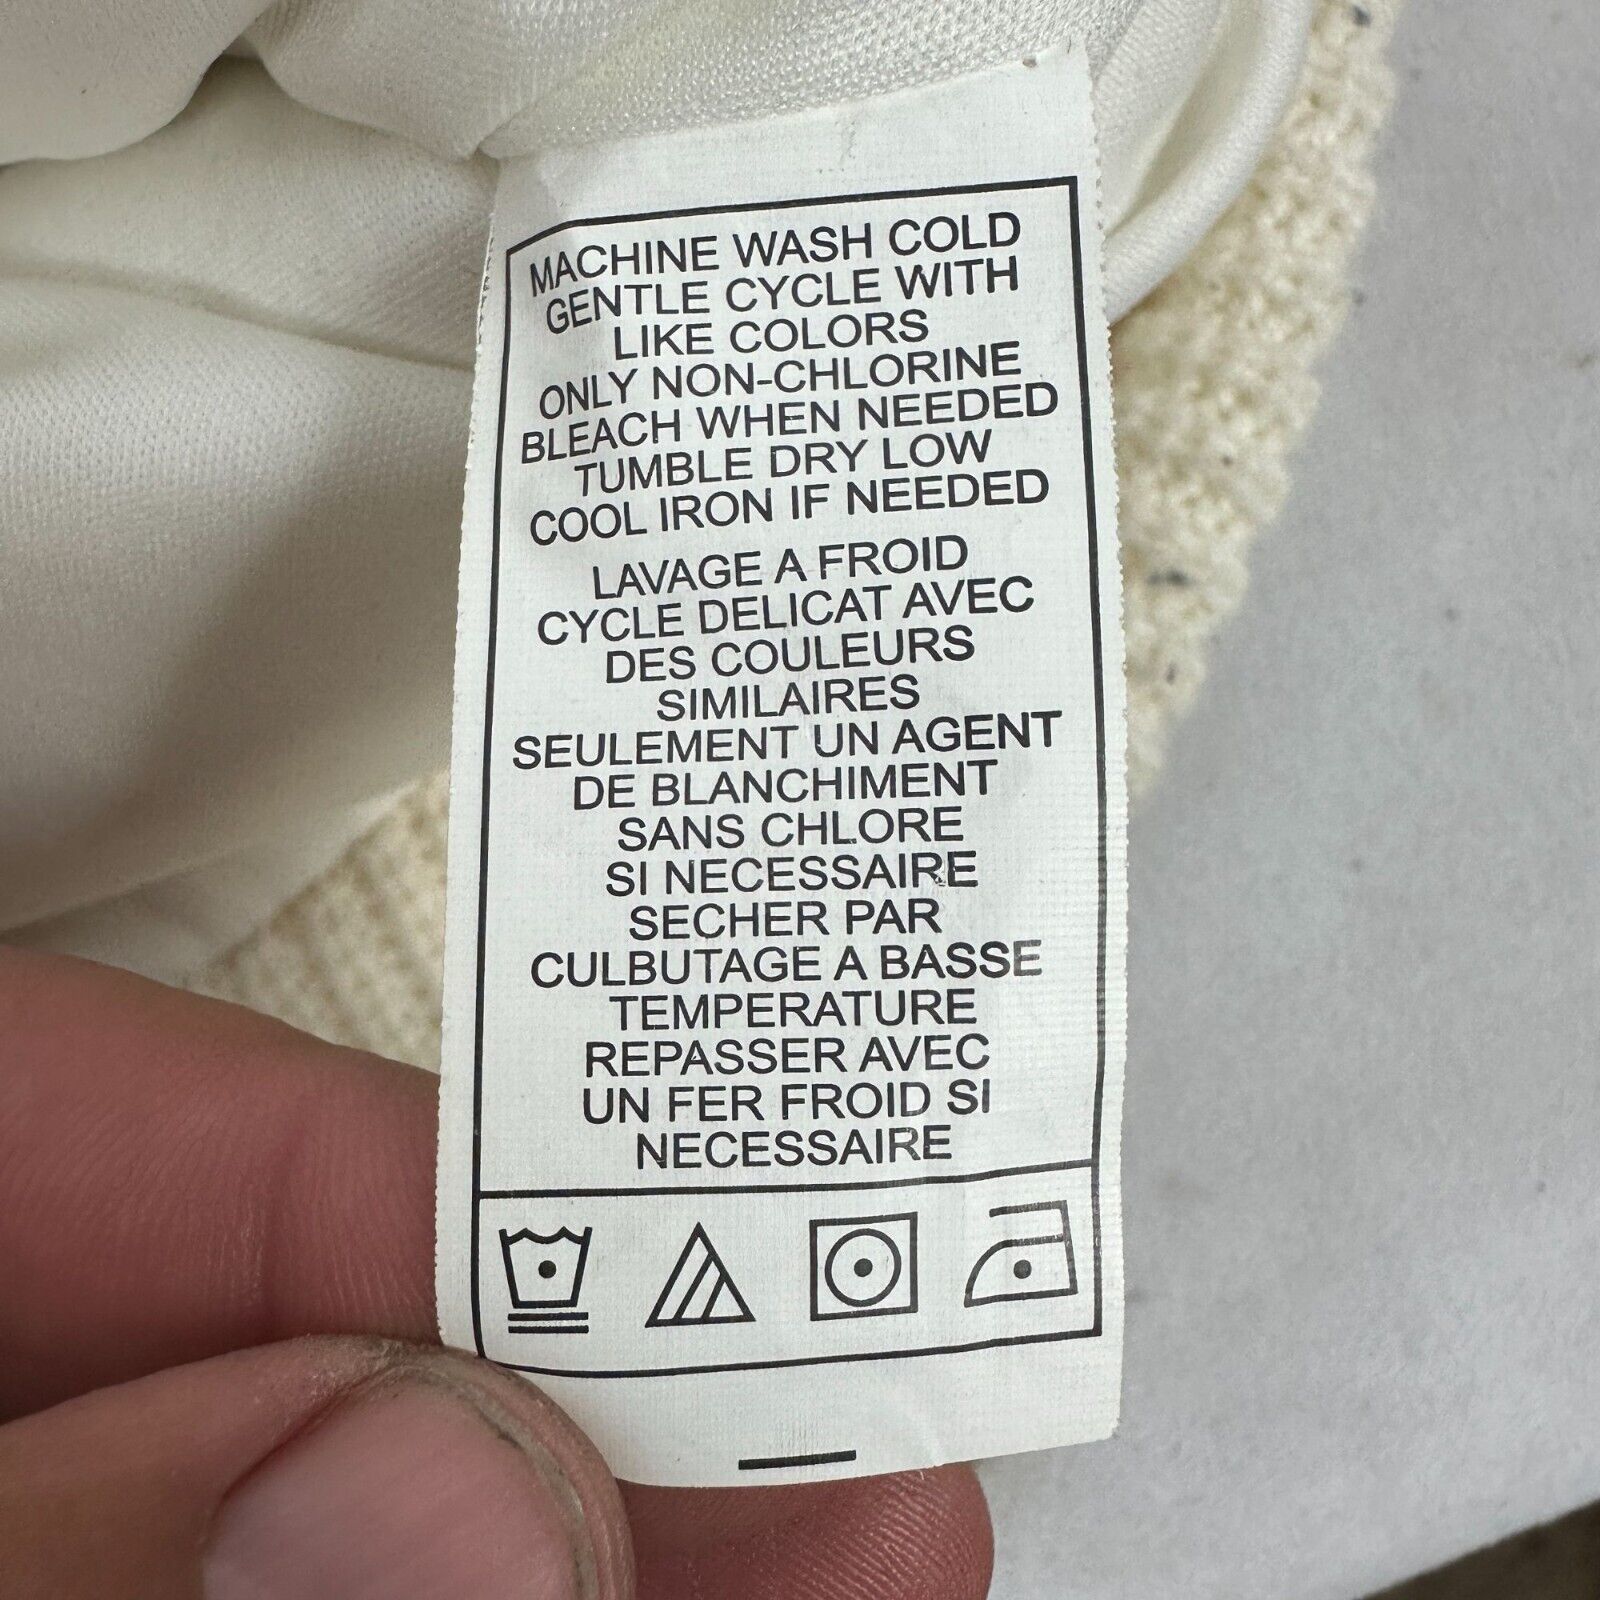 MACHINE WASH COLD
GENTLE CYCLE WITH
LIKE COLORS
ONLY NON-CHLORINE
BLEACH WHEN NEEDED
TUMBLE DRY LOW
COOL IRON IF NEEDED
LAVAGE A FROID
CYCLE DELICAT AVEC
DES COULEURS
SIMILAIRES
SEULEMENT UN AGENT
DE BLANCHIMENT
SANS CHLORE
SI NECESSAIRE
SECHER PAR
CULBUTAGE A BASSE
TEMPERATURE
REPASSER AVEC
UN FER FROID SI
NECESSAIRE